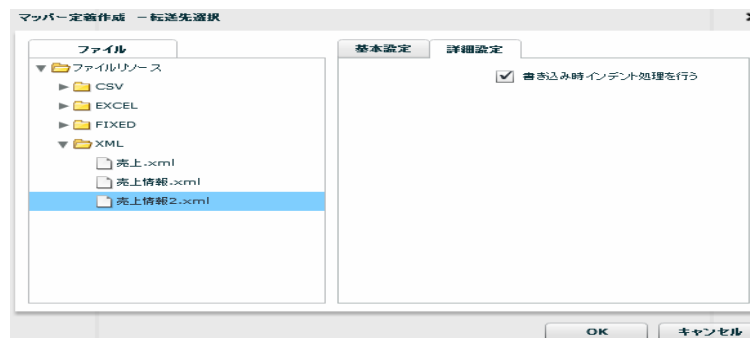 マッパー定義作成 －転送先選択
ファイル
ファイルリソース
CSV
EXCEL
FIXED
XML
売上.xml
売上情報.xml
売上情報2.xml
基本設定 詳細設定
書き込み時インデント処理を行う
OK キャンセル